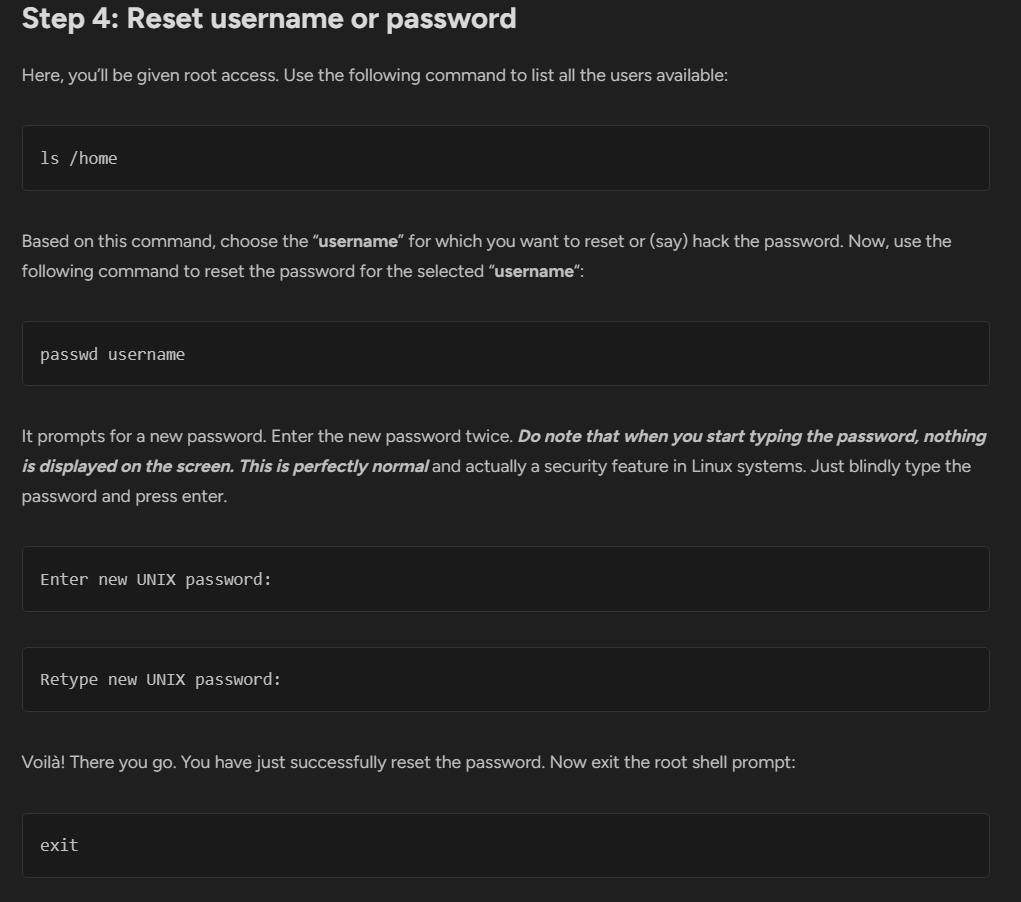 Step 4: Reset username or password
Here, you’ll be given root access. Use the following command to list all the users available:
ls /home
Based on this command, choose the “username” for which you want to reset or (say) hack the password. Now, use the
following command to reset the password for the selected “username“:
passwd username
It prompts for a new password. Enter the new password twice. Do note that when you start typing the password, nothing
is displayed on the screen. This is perfectly normal and actually a security feature in Linux systems. Just blindly type the
password and press enter.
Enter new UNIX password:
Retype new UNIX password:
Voilà! There you go. You have just successfully reset the password. Now exit the root shell prompt:
exit